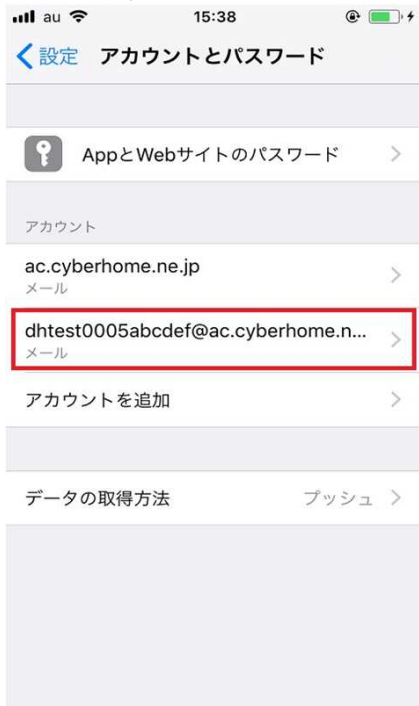 au 15:38
設定 アカウントとパスワード
AppとWebサイトのパスワード
アカウント
ac.cyberhome.ne.jp
メール
dhtest0005abcdef@ac.cyberhome.n...
メール
アカウントを追加
データの取得方法 プッシュ